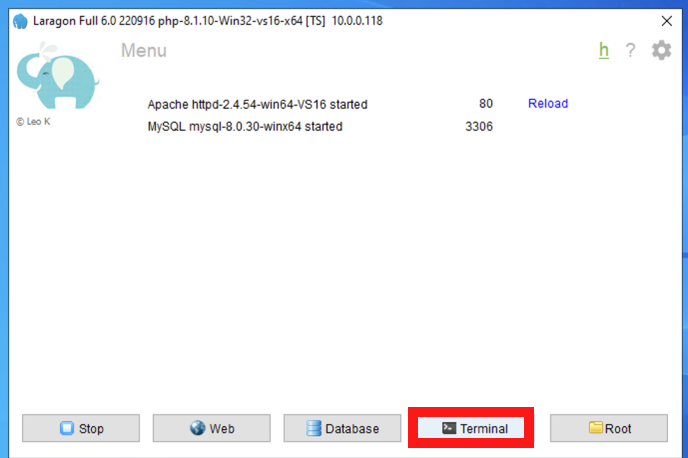 Laragon Full 6.0 220916 php-8.1.10-Win32-vs16-x64 [TS] 10.0.0.118
Menu
h ?
© Leo K
Apache httpd-2.4.54-win64-VS16 started 80 Reload
MySQL mysql-8.0.30-winx64 started 3306
Stop Web Database Terminal Root